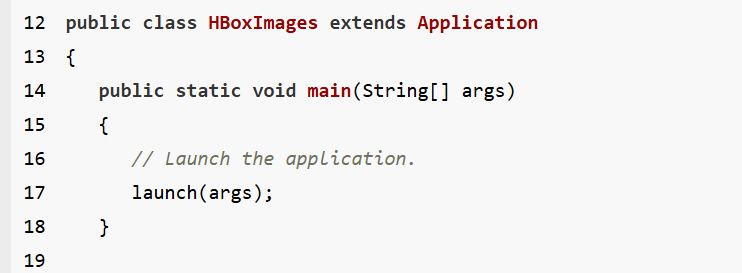 12 public class HBoxImages extends Application
13 {
14 public static void main(String[] args)
15 {
16 // Launch the application.
17 launch(args);
18 }
19